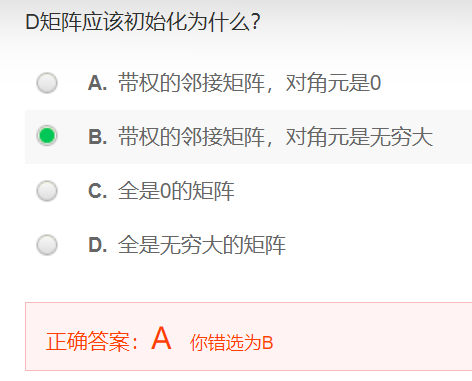 D矩阵应该初始化为什么？
A. 带权的邻接矩阵，对角元是0
B. 带权的邻接矩阵，对角元是无穷大
C. 全是0的矩阵
D. 全是无穷大的矩阵
正确答案：A 你错选为B